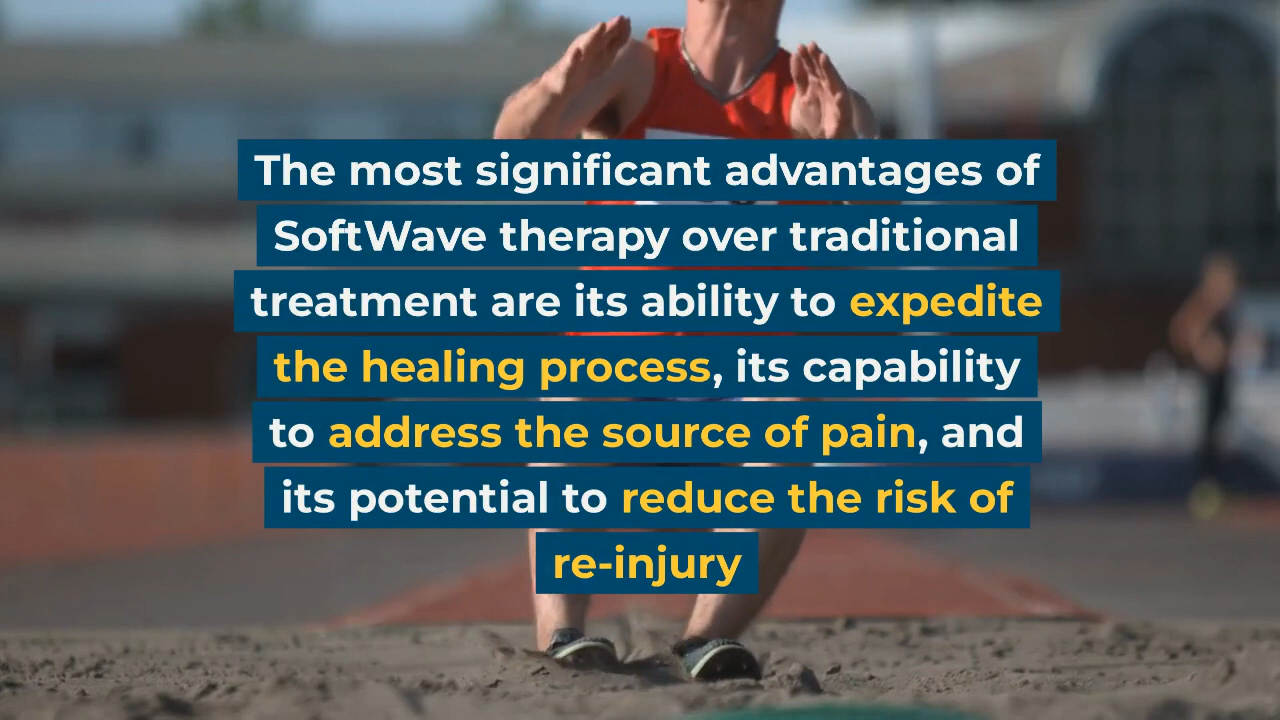 The most significant advantages of
SoftWave therapy over traditional
treatment are its ability to expedite
the healing process, its capability
to address the source of pain, and
its potential to reduce the risk of
re-injury